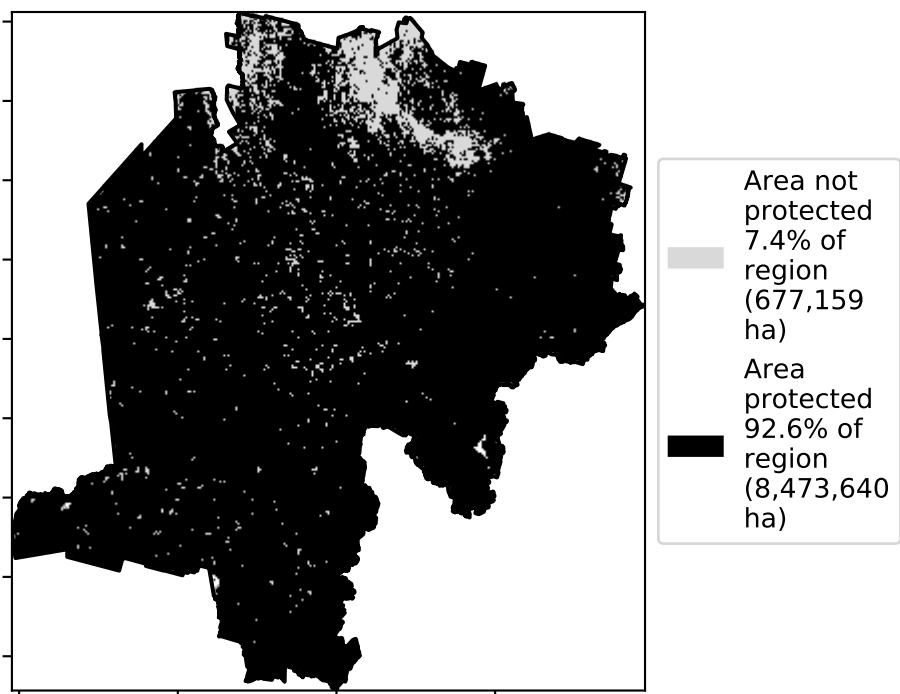 Area not
protected
7.4% of
region
(677,159
ha)
Area
protected
92.6% of
region
(8,473,640
ha)